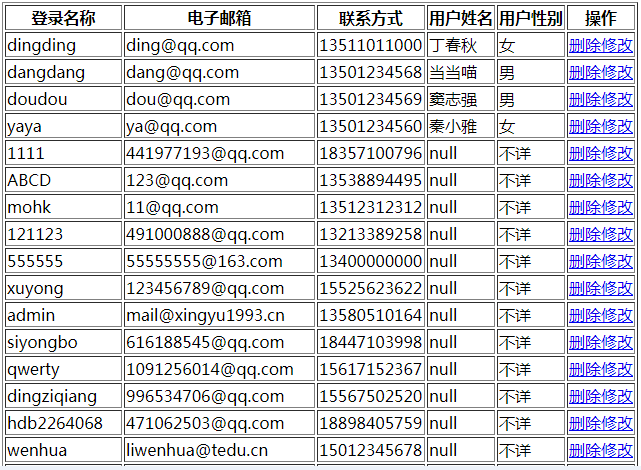 登录名称 电子邮箱 联系方式 用户姓名 用户性别 操作
dingding ding@qq.com 13511011000 丁春秋 女 删除修改
dangdang dang@qq.com 13501234568 当当喵 男 删除修改
doudou dou@qq.com 13501234569 窦志强 男 删除修改
yaya ya@qq.com 13501234560 秦小雅 女 删除修改
1111 441977193@qq.com 18357100796 null 不详 删除修改
ABCD 123@qq.com 13538894495 null 不详 删除修改
mohk 11@qq.com 13512312312 null 不详 删除修改
121123 491000888@qq.com 13213389258 null 不详 删除修改
555555 55555555@163.com 13400000000 null 不详 删除修改
xuyong 123456789@qq.com 15525623622 null 不详 删除修改
admin mail@xingyu1993.cn 13580510164 null 不详 删除修改
siyongbo 616188545@qq.com 18447103998 null 不详 删除修改
qwerty 1091256014@qq.com 15617152367 null 不详 删除修改
dingziqiang 996534706@qq.com 15567502520 null 不详 删除修改
hdb2264068 471062503@qq.com 18898405759 null 不详 删除修改
wenhua liwenhua@tedu.cn 15012345678 null 不详 删除修改